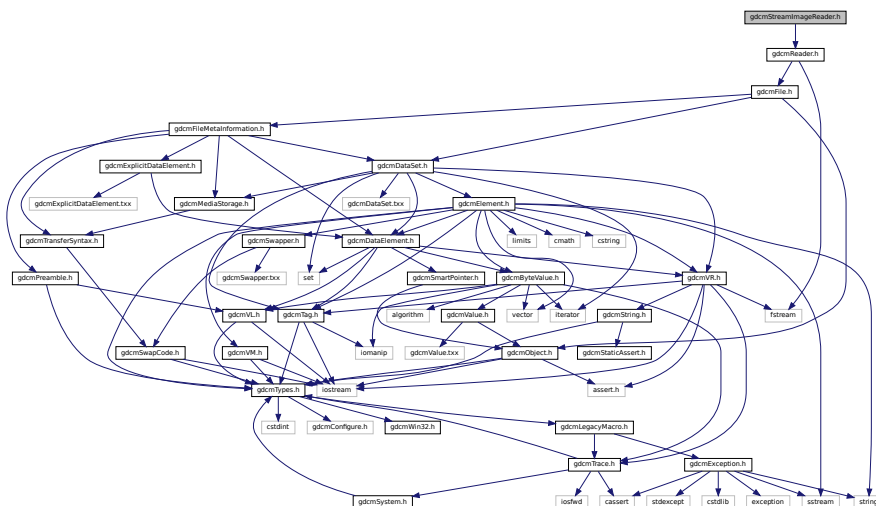 gdcmStreamImageReader.h
gdcmReader.h
gdcmFile.h
gdcmFileMetaInformation.h
gdcmExplicitDataElement.h
gdcmDataSet.h
gdcmExplicitDataElement.txx
gdcmMediaStorage.h
gdcmDataSet.txx
gdcmElement.h
gdcmTransferSyntax.h
gdcmSwapper.h
gdcmDataElement.h
limits
cmath
cstring
gdcmPreamble.h
gdcmSwapper.txx
set
gdcmSmartPointer.h
gdcmByteValue.h
gdcmVR.h
gdcmVL.h
gdcmTag.h
algorithm
gdcmValue.h
vector
iterator
gdcmString.h
fstream
gdcmSwapCode.h
gdcmVM.h
iomanip
gdcmValue.txx
gdcmObject.h
gdcmStaticAssert.h
gdcmTypes.h
iostream
assert.h
cstdint
gdcmConfigure.h
gdcmWin32.h
gdcmLegacyMacro.h
gdcmTrace.h
gdcmException.h
gdcmSystem.h
iosfwd
cassert
stdexcept
cstdlib
exception
sstream
string